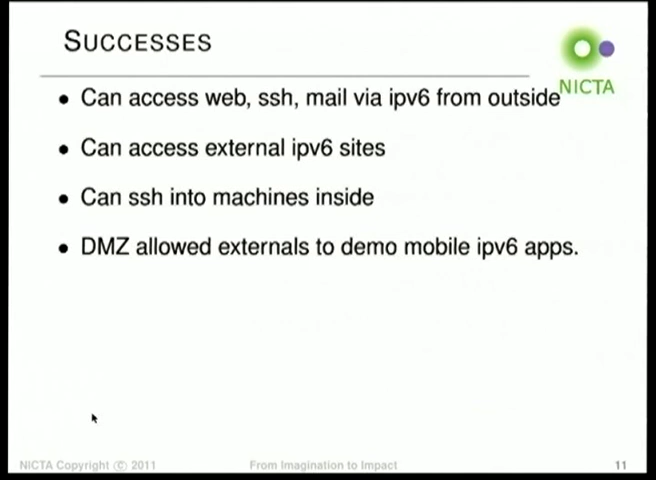 SUCCESSES
NICTA
• Can access web, ssh, mail via ipv6 from outside
• Can access external ipv6 sites
• Can ssh into machines inside
• DMZ allowed externals to demo mobile ipv6 apps.
NICTA Copyright © 2011 From Imagination to Impact 11